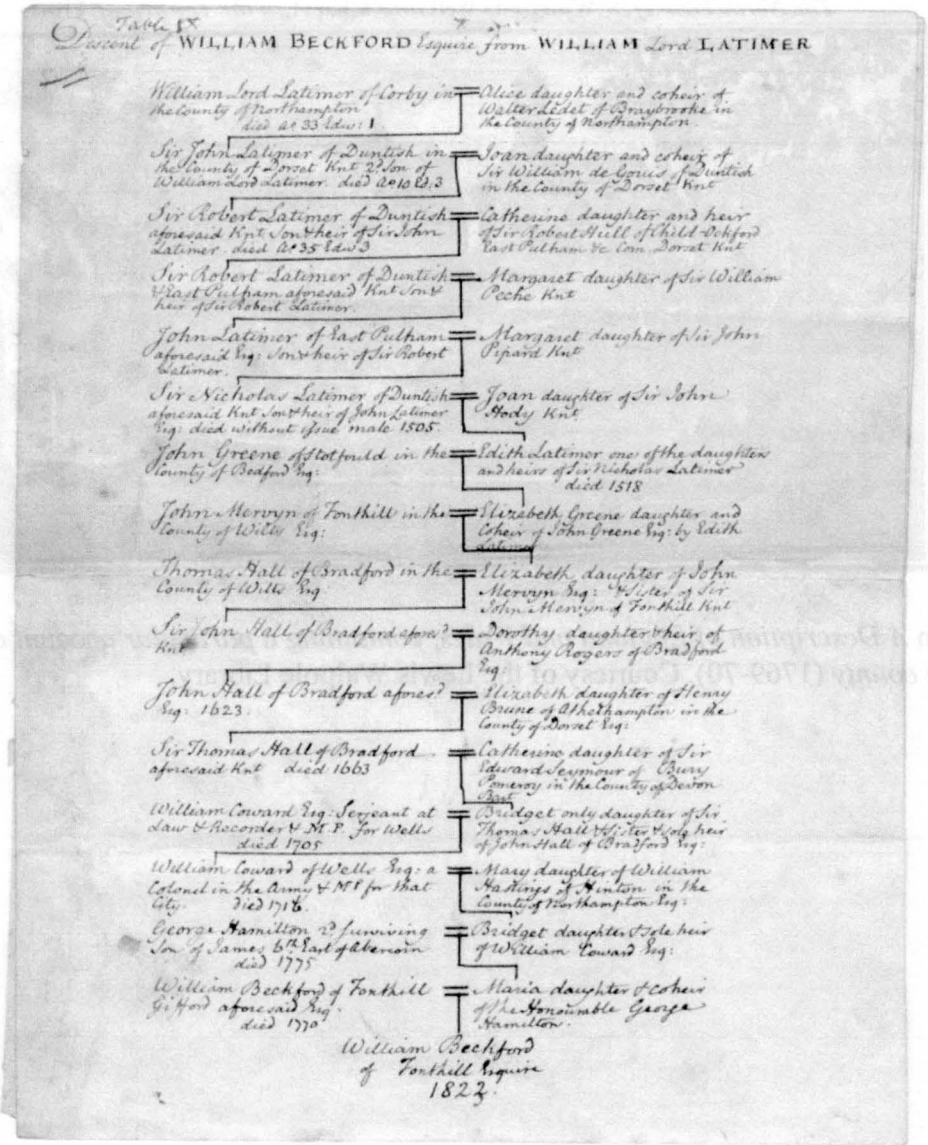 Table
Descent of WILLIAM BECKFORD Esquire from WILLIAM Lord LATIMER
William Lord Latimer of Corby in
the County of Northampton
died Ao 33 Edw: 1.
Alice daughter and coheir of
Walter Ledet of Braybrooke in
the County of Northampton.
Sir John Latimer of Duntish in
the County of Dorset Knt 2d. Son of
William Lord Latimer. died Ao 10 Ed. 3
Joan daughter and coheir of
Sir William de Gouis of Duntish
in the County of Dorset Knt
Sir Robert Latimer of Duntish
aforesaid Knt Son & heir of Sir John
Latimer died Ao 35 Edw 3
Catherine daughter and heir
of Sir Robert Hull of Child-Ockford
East Pulham &c Com. Dorset Knt
Sir Robert Latimer of Duntish
& East Pulham aforesaid Knt Son &
heir of Sir Robert Latimer.
Margaret daughter of Sir William
Peche Knt
John Latimer of East Pulham
aforesaid Esq: Son & heir of Sir Robert
Latimer.
Margaret daughter of Sir John
Pipard Knt
Sir Nicholas Latimer of Duntish
aforesaid Knt Son & heir of John Latimer
Esq: died without issue male 1505.
Joan daughter of Sir John
Hody Knt.
John Greene of Stotfould in the
County of Bedford Esq:
Edith Latimer one of the daughters
and heirs of Sir Nicholas Latimer
died 1518
John Mervyn of Fonthill in the
County of Wilts Esq:
Elizabeth Greene daughter and
Coheir of John Greene Esq: by Edith
Latimer
Thomas Hall of Bradford in the
County of Wilts Esq:
Elizabeth daughter of John
Mervyn Esq: & Sister of Sir
John Mervyn of Fonthill Knt
Sir John Hall of Bradford afores.d
Knt
Dorothy daughter & heir of
Anthony Rogers of Bradford
Esq:
John Hall of Bradford afores.d
Esq: 1623.
Elizabeth daughter of Henry
Brune of Athelhampton in the
County of Dorset Esq:
Sir Thomas Hall of Bradford
aforesaid Knt died 1663
Catherine daughter of Sir
Edward Seymour of Bury
Pomeroy in the County of Devon
Bart
William Coward Esq: Serjeant at
Law & Recorder & M.P. for Wells
died 1705
Bridget only daughter of Sir
Thomas Hall & Sister & sole heir
of John Hall of Bradford Esq:
William Coward of Wells Esq: a
Colonel in the Army & MP for that
City. died 1716.
Mary daughter of William
Hastings of Hinton in the
County of Northampton Esq:
George Hamilton 2d surviving
Son of James 6th Earl of Abercorn
died 1775
Bridget daughter & sole heir
of William Coward Esq:
William Beckford of Fonthill
Gifford aforesaid Esq.
died 1770
Maria daughter & coheir
of the Honourable George
Hamilton.
William Beckford
of Fonthill Esquire
1823.